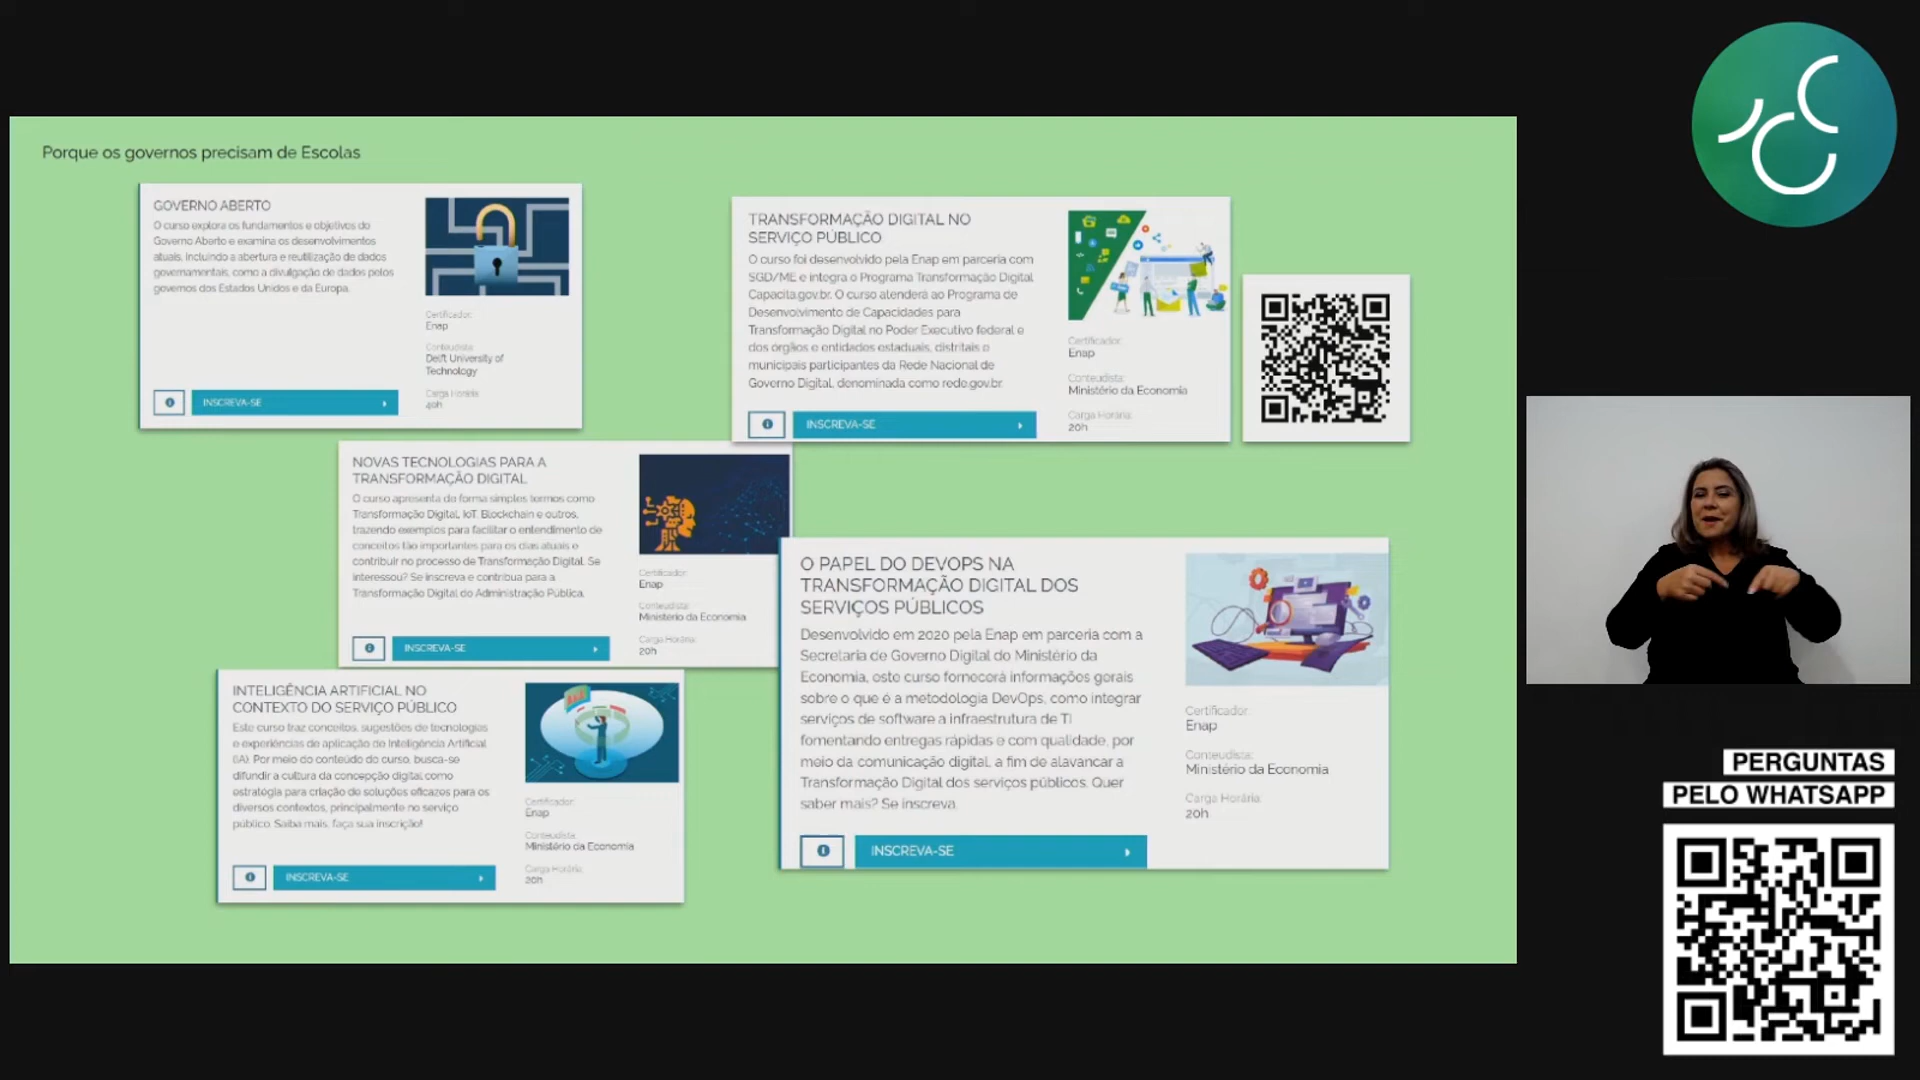 Porque os governos precisam de Escolas
GOVERNO ABERTO
O curso explora os fundamentos e objetivos do
Governo Aberto e examina os desenvolvimentos
atuais, incluindo a abertura e reutilização de dados
governamentais, como a divulgação de dados pelos
governos dos Estados Unidos e da Europa.
Certificador:
Enap
Conteudista:
Delft University of
Technology
Carga Horária:
40h
INSCREVA-SE
TRANSFORMAÇÃO DIGITAL NO
SERVIÇO PÚBLICO
O curso foi desenvolvido pela Enap em parceria com
SGD/ME e integra o Programa Transformação Digital
Capacita.gov.br. O curso atenderá ao Programa de
Desenvolvimento de Capacidades para
Transformação Digital no Poder Executivo federal e
dos órgãos e entidades estaduais, distritais e
municipais participantes da Rede Nacional de
Governo Digital, denominada como rede.gov.br.
Certificador:
Enap
Conteudista:
Ministério da Economia
Carga Horária:
20h
INSCREVA-SE
NOVAS TECNOLOGIAS PARA A
TRANSFORMAÇÃO DIGITAL
O curso apresenta de forma simples termos como
Transformação Digital, IoT, Blockchain e outros,
trazendo exemplos para facilitar o entendimento de
conceitos tão importantes para os dias atuais e
contribuir no processo de Transformação Digital. Se
interessou? Se inscreva e contribua para a
Transformação Digital do Administração Pública.
Certificador:
Enap
Conteudista:
Ministério da Economia
Carga Horária:
20h
INSCREVA-SE
O PAPEL DO DEVOPS NA
TRANSFORMAÇÃO DIGITAL DOS
SERVIÇOS PÚBLICOS
Desenvolvido em 2020 pela Enap em parceria com a
Secretaria de Governo Digital do Ministério da
Economia, este curso fornecerá informações gerais
sobre o que é a metodologia DevOps, como integrar
serviços de software a infraestrutura de TI
fomentando entregas rápidas e com qualidade, por
meio da comunicação digital, a fim de alavancar a
Transformação Digital dos serviços públicos. Quer
saber mais? Se inscreva.
Certificador:
Enap
Conteudista:
Ministério da Economia
Carga Horária:
20h
INSCREVA-SE
INTELIGÊNCIA ARTIFICIAL NO
CONTEXTO DO SERVIÇO PÚBLICO
Este curso traz conceitos, sugestões de tecnologias
e experiências de aplicação de Inteligência Artificial
(IA). Por meio do conteúdo do curso, busca-se
difundir a cultura da concepção digital como
estratégia para criação de soluções eficazes para os
diversos contextos, principalmente no serviço
público. Saiba mais, faça sua inscrição!
Certificador:
Enap
Conteudista:
Ministério da Economia
Carga Horária:
20h
INSCREVA-SE
PERGUNTAS
PELO WHATSAPP